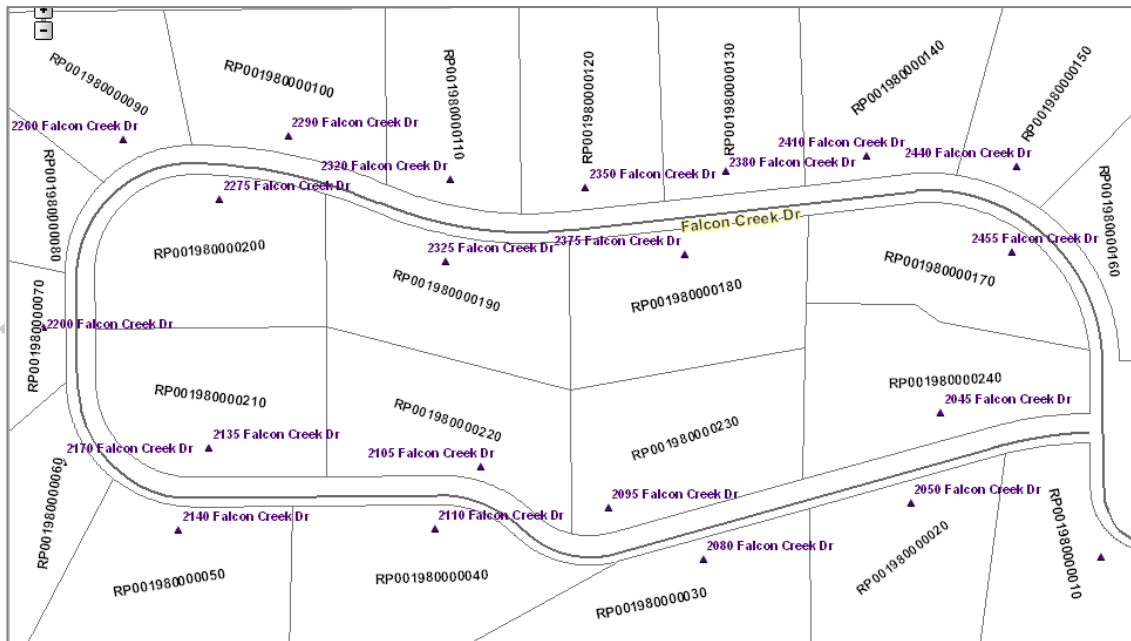 +
-
RP001980000090
RP001980000100
RP001980000110
RP001980000120
RP001980000130
RP001980000140
RP001980000150
2260 Falcon Creek Dr
2290 Falcon Creek Dr
2320 Falcon Creek Dr
2350 Falcon Creek Dr
2380 Falcon Creek Dr
2410 Falcon Creek Dr
2440 Falcon Creek Dr
RP001980000080
2275 Falcon Creek Dr
RP001980000200
2325 Falcon Creek Dr
2375 Falcon Creek Dr
Falcon Creek Dr
2455 Falcon Creek Dr
RP001980000160
RP001980000190
RP001980000180
RP001980000170
RP001980000070
2200 Falcon Creek Dr
RP001980000210
RP001980000220
RP001980000230
RP001980000240
2045 Falcon Creek Dr
2170 Falcon Creek Dr
2135 Falcon Creek Dr
2105 Falcon Creek Dr
2095 Falcon Creek Dr
2050 Falcon Creek Dr
RP001980000060
2140 Falcon Creek Dr
2110 Falcon Creek Dr
2080 Falcon Creek Dr
RP001980000050
RP001980000040
RP001980000030
RP001980000020
RP001980000010